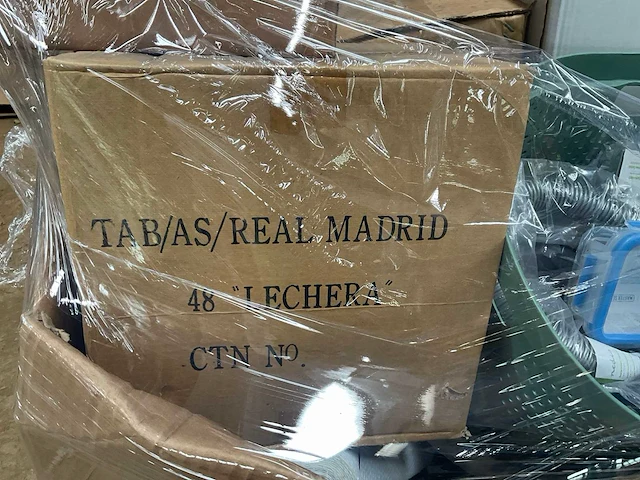 TAB/AS/REAL MADRID
48 "LECHERA"
CTN Nº.